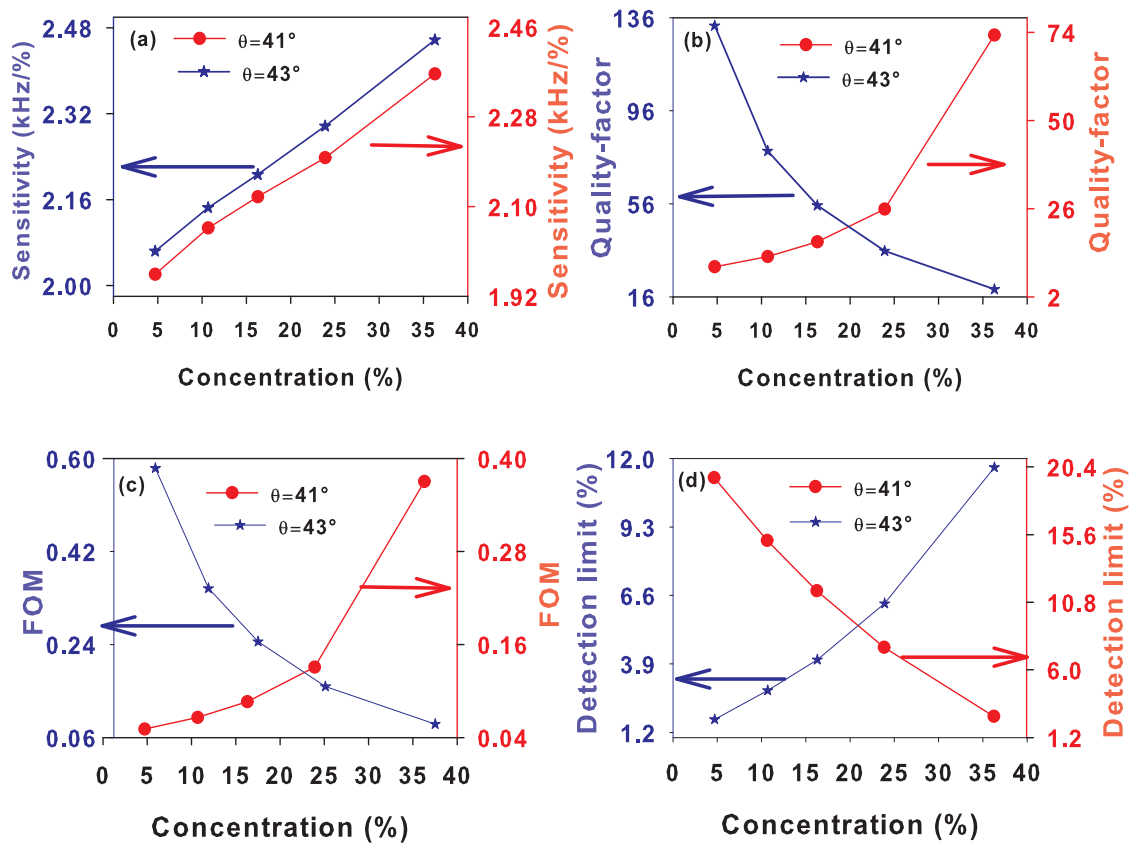 (a)
θ=41°
θ=43°
Sensitivity (kHz/%)
2.48
2.32
2.16
2.00
2.46
2.28
2.10
1.92
Sensitivity (kHz/%)
0 5 10 15 20 25 30 35 40
Concentration (%)
(b)
θ=41°
θ=43°
Quality-factor
136
96
56
16
74
50
26
2
Quality-factor
0 5 10 15 20 25 30 35 40
Concentration (%)
(c)
θ=41°
θ=43°
FOM
0.60
0.42
0.24
0.06
0.40
0.28
0.16
0.04
FOM
0 5 10 15 20 25 30 35 40
Concentration (%)
(d)
θ=41°
θ=43°
Detection limit (%)
12.0
9.3
6.6
3.9
1.2
20.4
15.6
10.8
6.0
1.2
Detection limit (%)
0 5 10 15 20 25 30 35 40
Concentration (%)